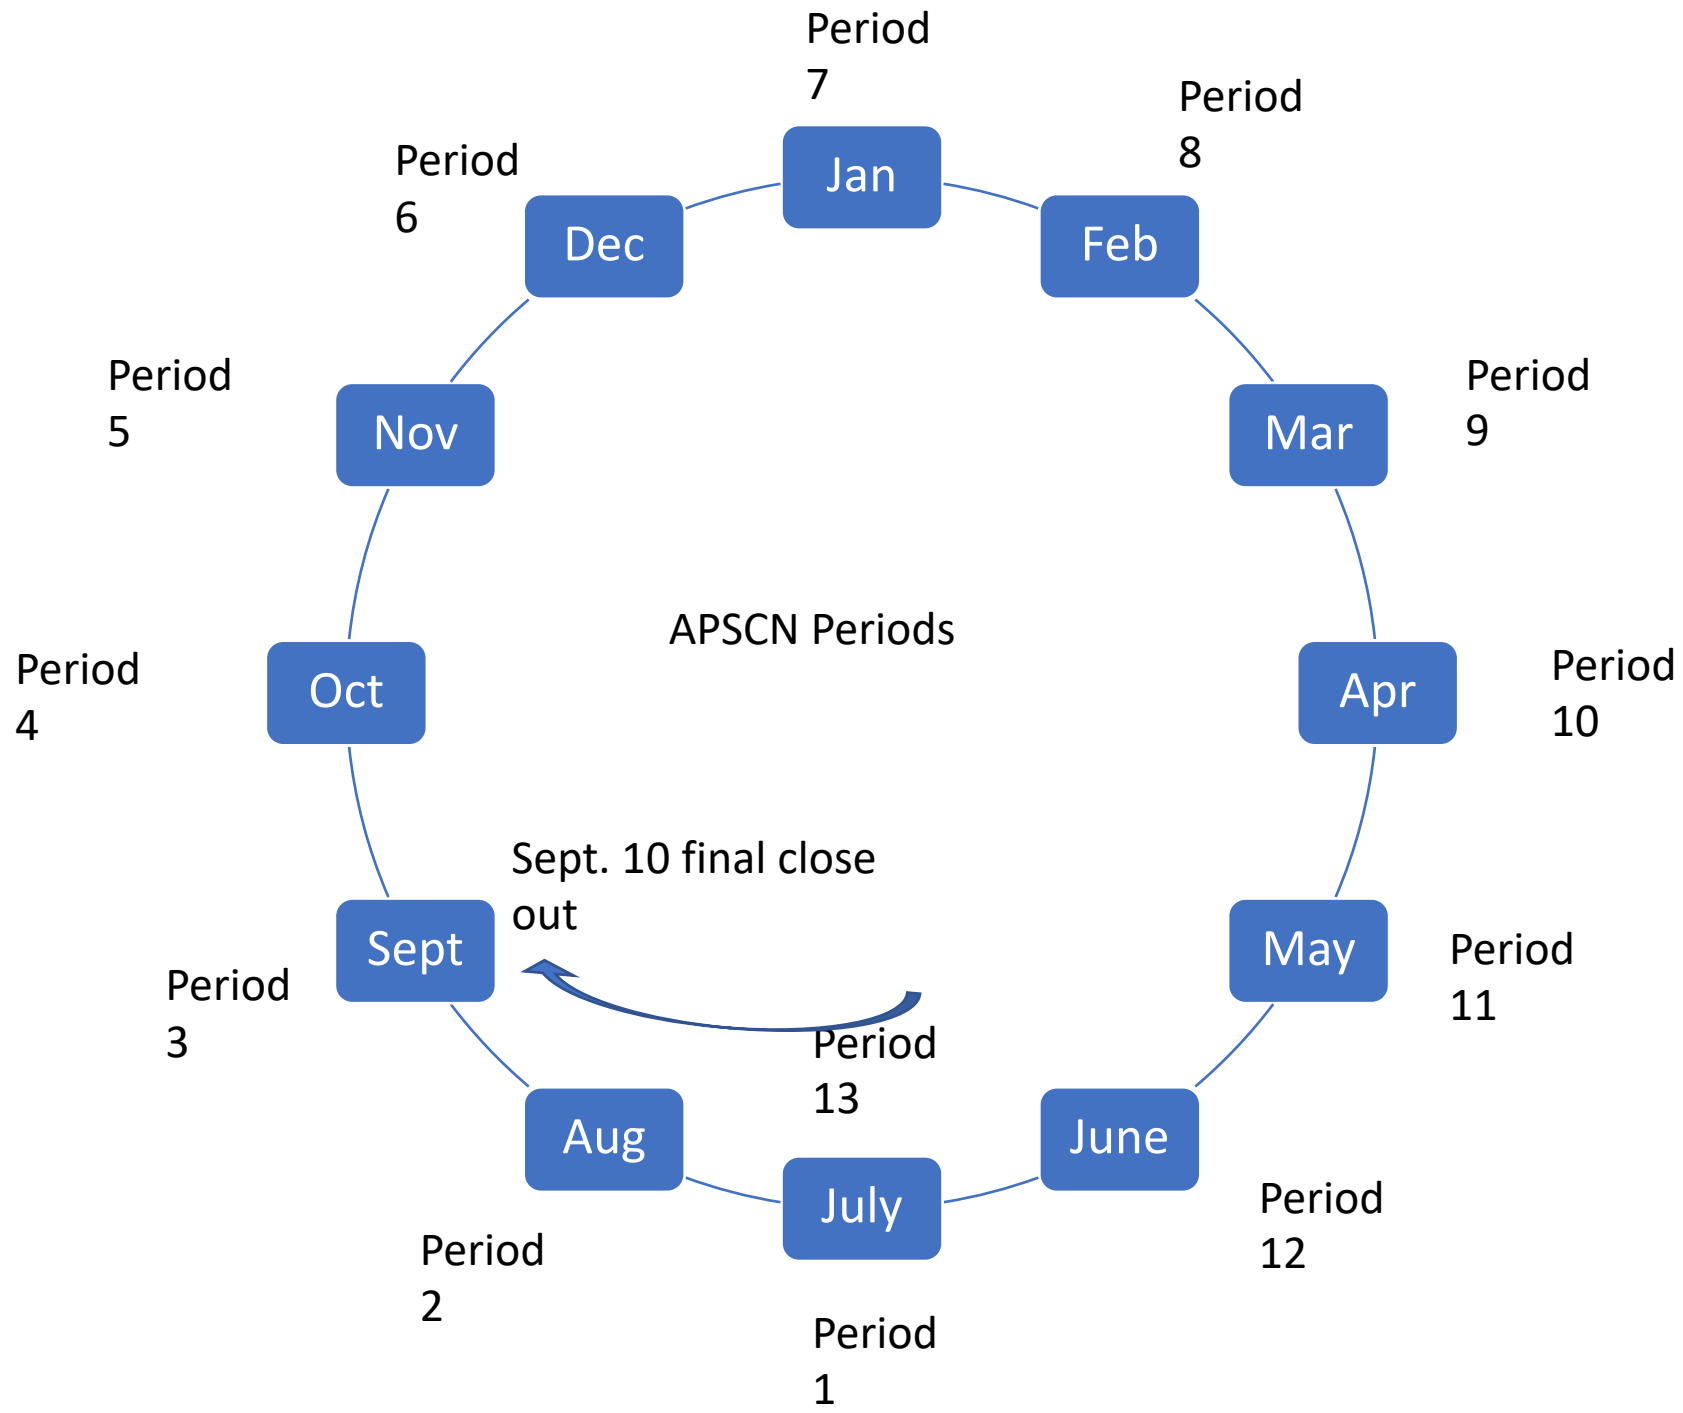 Period
7
Period
8
Period
6
Jan
Dec
Feb
Period
5
Period
9
Nov
Mar
APSCN Periods
Period
4
Period
10
Oct
Apr
Sept. 10 final close
out
Sept
May
Period
3
Period
11
Period
13
Aug
June
July
Period
2
Period
12
Period
1